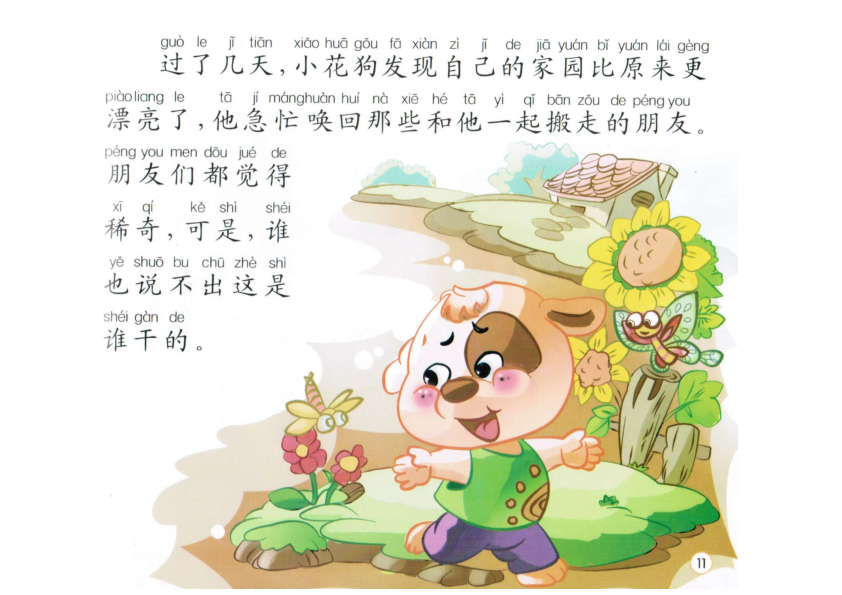 guò le jǐ tiān xiǎo huā gǒu fā xiàn zì jǐ de jiā yuán bǐ yuán lái gèng
过了几天,小花狗发现自己的家园比原来更
piào liang le tā jí mánghuàn huí nà xiē hé tā yì qǐ bān zǒu de péng you
漂亮了,他急忙唤回那些和他一起搬走的朋友。
péng you men dōu jué de
朋友们都觉得
xī qí kě shì shéi
稀奇,可是,谁
yě shuō bu chū zhè shì
也说不出这是
shéi gàn de
谁干的。
11